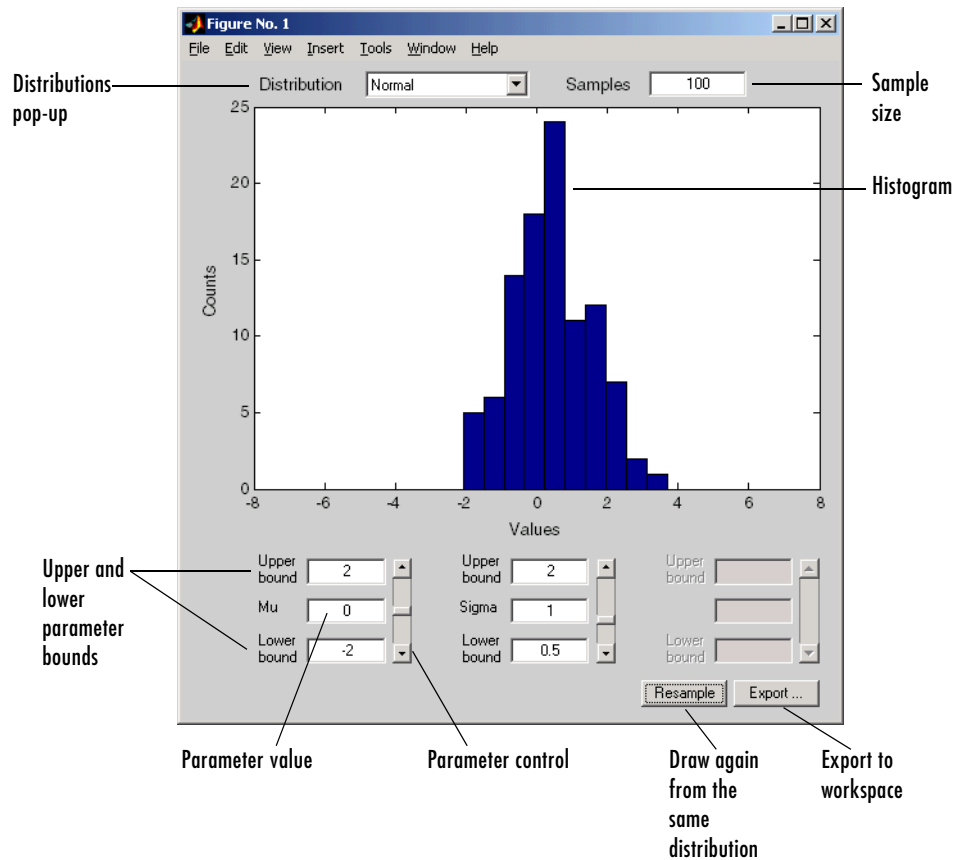 Figure No. 1
File Edit View Insert Tools Window Help
Distributions
pop-up
Distribution Normal Samples 100
Sample
size
Histogram
25
20
15
10
5
0
Counts
-8 -6 -4 -2 0 2 4 6 8
Values
Upper and
lower
parameter
bounds
Upper
bound 2
Mu 0
Lower
bound -2
Upper
bound 2
Sigma 1
Lower
bound 0.5
Upper
bound
Lower
bound
Resample Export ...
Parameter value
Parameter control
Draw again
from the
same
distribution
Export to
workspace